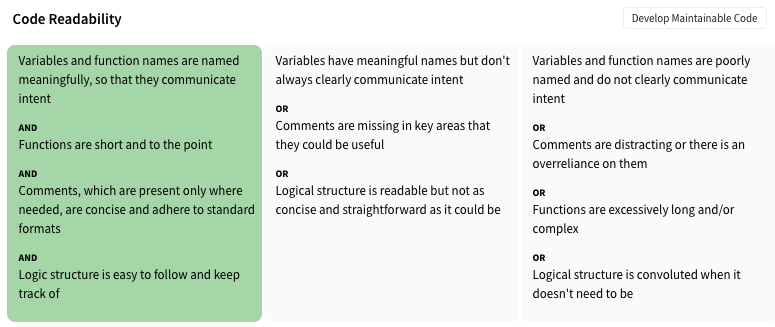 Code Readability
Develop Maintainable Code
Variables and function names are named
meaningfully, so that they communicate
intent
AND
Functions are short and to the point
AND
Comments, which are present only where
needed, are concise and adhere to standard
formats
AND
Logic structure is easy to follow and keep
track of
Variables have meaningful names but don't
always clearly communicate intent
OR
Comments are missing in key areas that
they could be useful
OR
Logical structure is readable but not as
concise and straightforward as it could be
Variables and function names are poorly
named and do not clearly communicate
intent
OR
Comments are distracting or there is an
overreliance on them
OR
Functions are excessively long and/or
complex
OR
Logical structure is convoluted when it
doesn't need to be